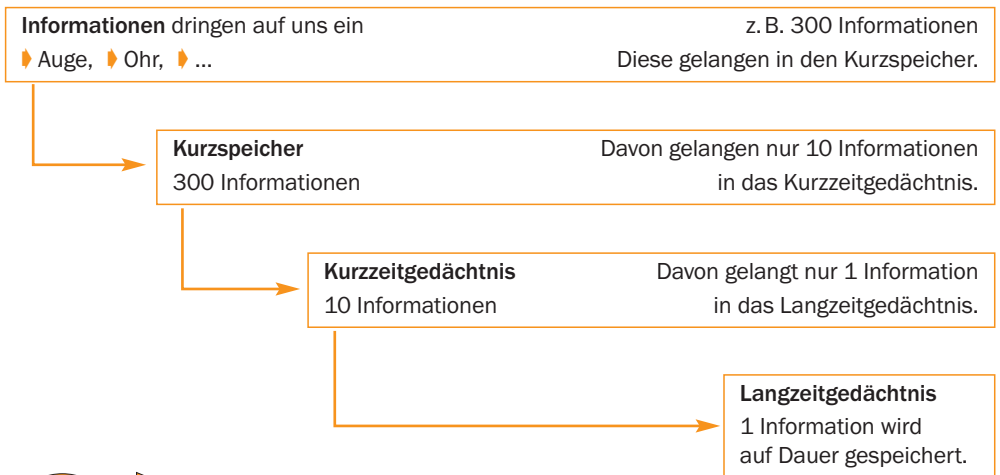 Informationen dringen auf uns ein z. B. 300 Informationen
Auge, Ohr, ... Diese gelangen in den Kurzspeicher.
Kurzspeicher Davon gelangen nur 10 Informationen
300 Informationen in das Kurzzeitgedächtnis.
Kurzzeitgedächtnis Davon gelangt nur 1 Information
10 Informationen in das Langzeitgedächtnis.
Langzeitgedächtnis
1 Information wird
auf Dauer gespeichert.